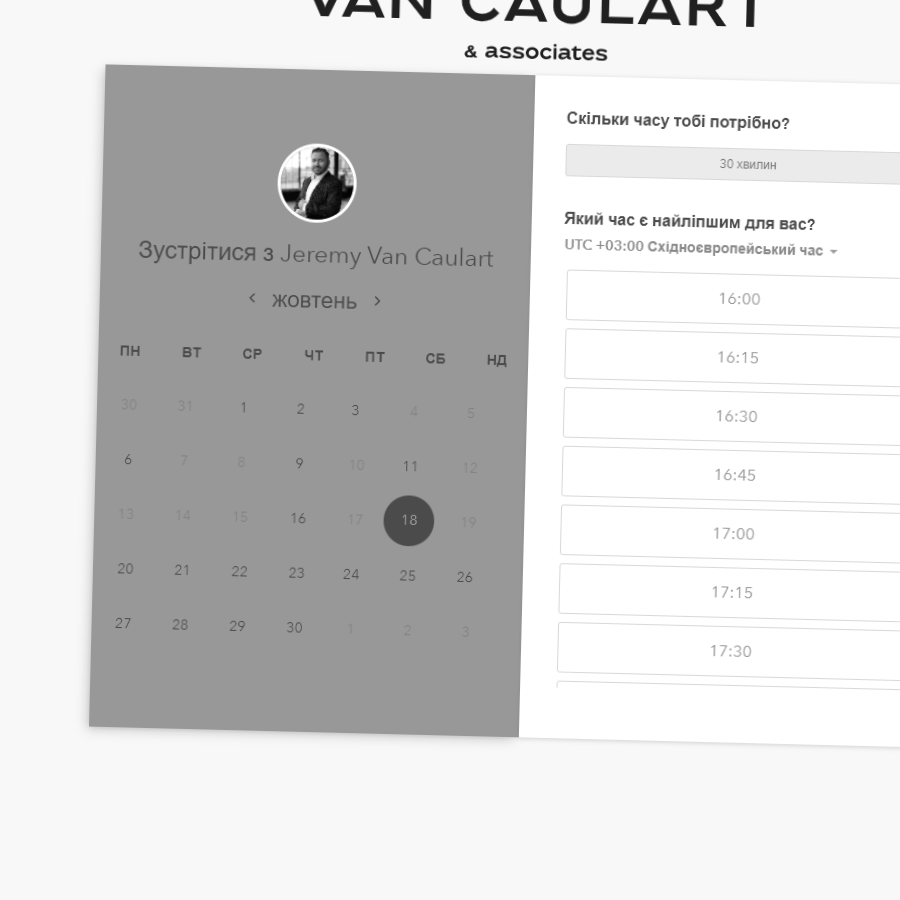 VAN CAULART
& associates
Зустрітися з Jeremy Van Caulart
жовтень
ПН ВТ СР ЧТ ПТ СБ НД
30 31 1 2 3 4 5
6 7 8 9 10 11 12
13 14 15 16 17 18 19
20 21 22 23 24 25 26
27 28 29 30 1 2 3
Скільки часу тобі потрібно?
30 хвилин
Який час є найліпшим для вас?
UTC +03:00 Східноєвропейський час
16:00
16:15
16:30
16:45
17:00
17:15
17:30